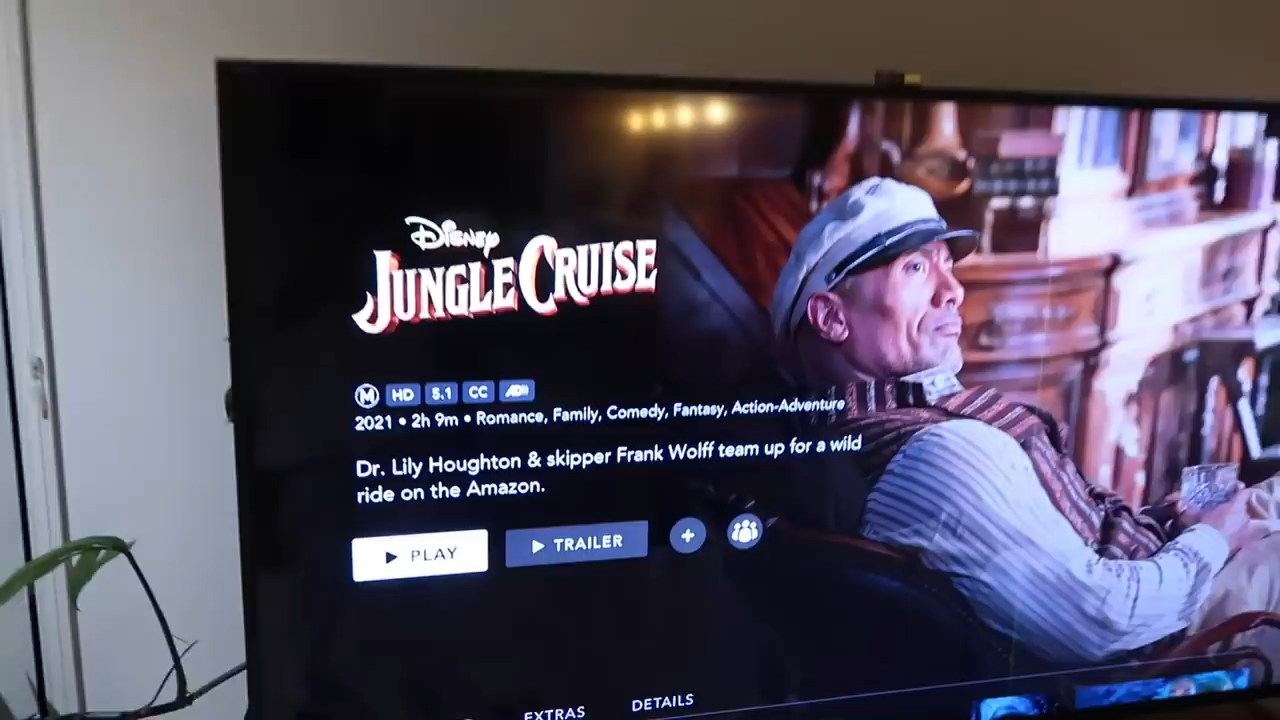 Disney
JUNGLE CRUISE
M HD 5.1 CC AD)))
2021 • 2h 9m • Romance, Family, Comedy, Fantasy, Action-Adventure
Dr. Lily Houghton & skipper Frank Wolff team up for a wild
ride on the Amazon.
PLAY TRAILER +
EXTRAS DETAILS